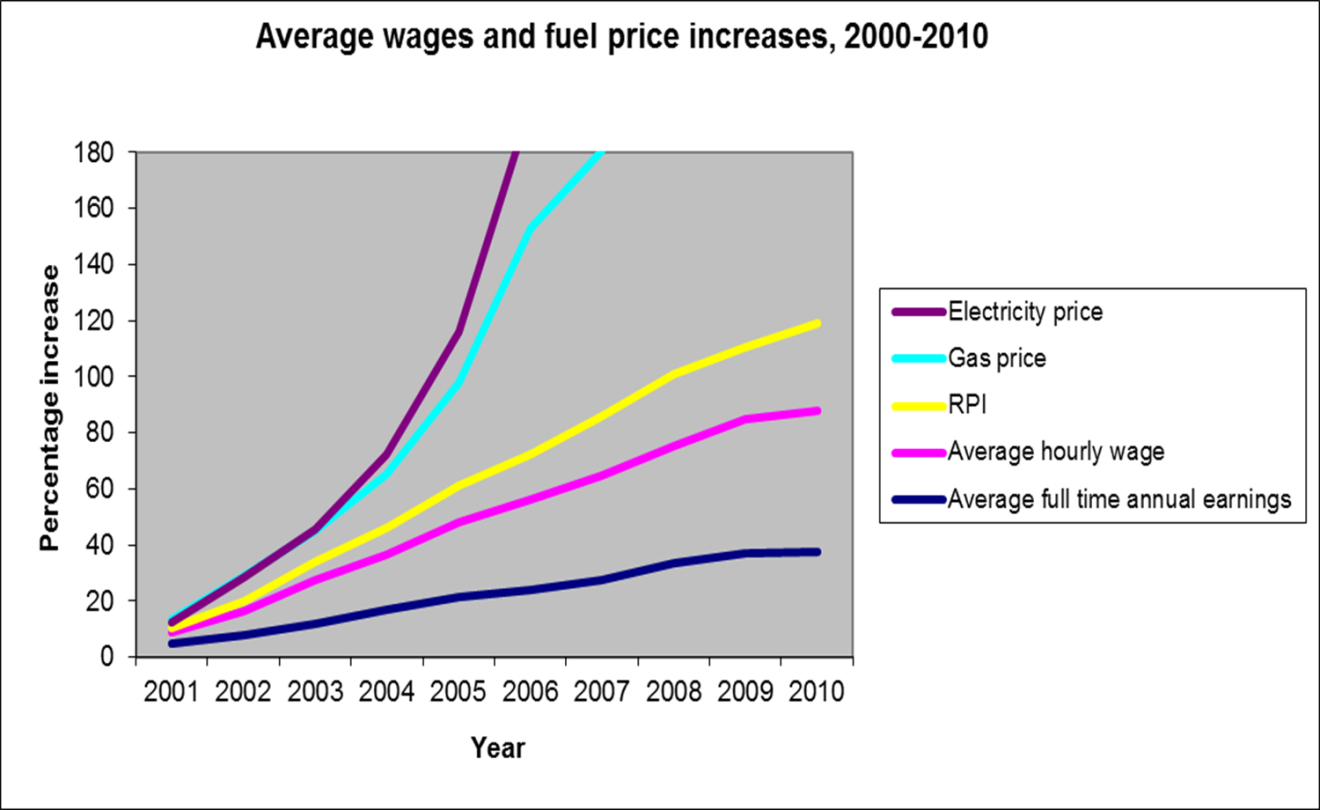 Average wages and fuel price increases, 2000-2010
180
160
140
120
100
80
60
40
20
0
Percentage increase
2001 2002 2003 2004 2005 2006 2007 2008 2009 2010
Year
Electricity price
Gas price
RPI
Average hourly wage
Average full time annual earnings